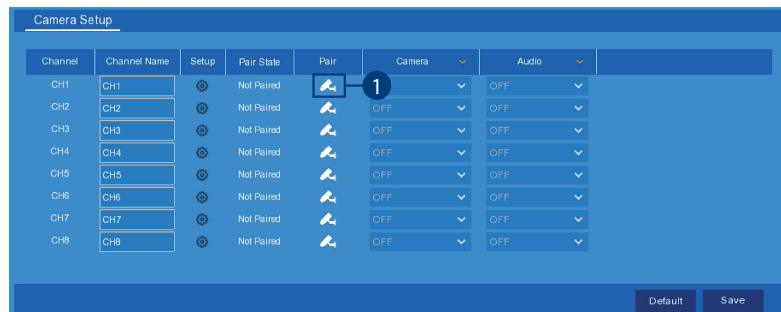 Camera Setup
Channel Channel Name Setup Pair State Pair Camera Audio
CH1 CH1 Not Paired 1 OFF
CH2 CH2 Not Paired OFF OFF
CH3 CH3 Not Paired OFF OFF
CH4 CH4 Not Paired OFF OFF
CH5 CH5 Not Paired OFF OFF
CH6 CH6 Not Paired OFF OFF
CH7 CH7 Not Paired OFF OFF
CH8 CH8 Not Paired OFF OFF
Default Save